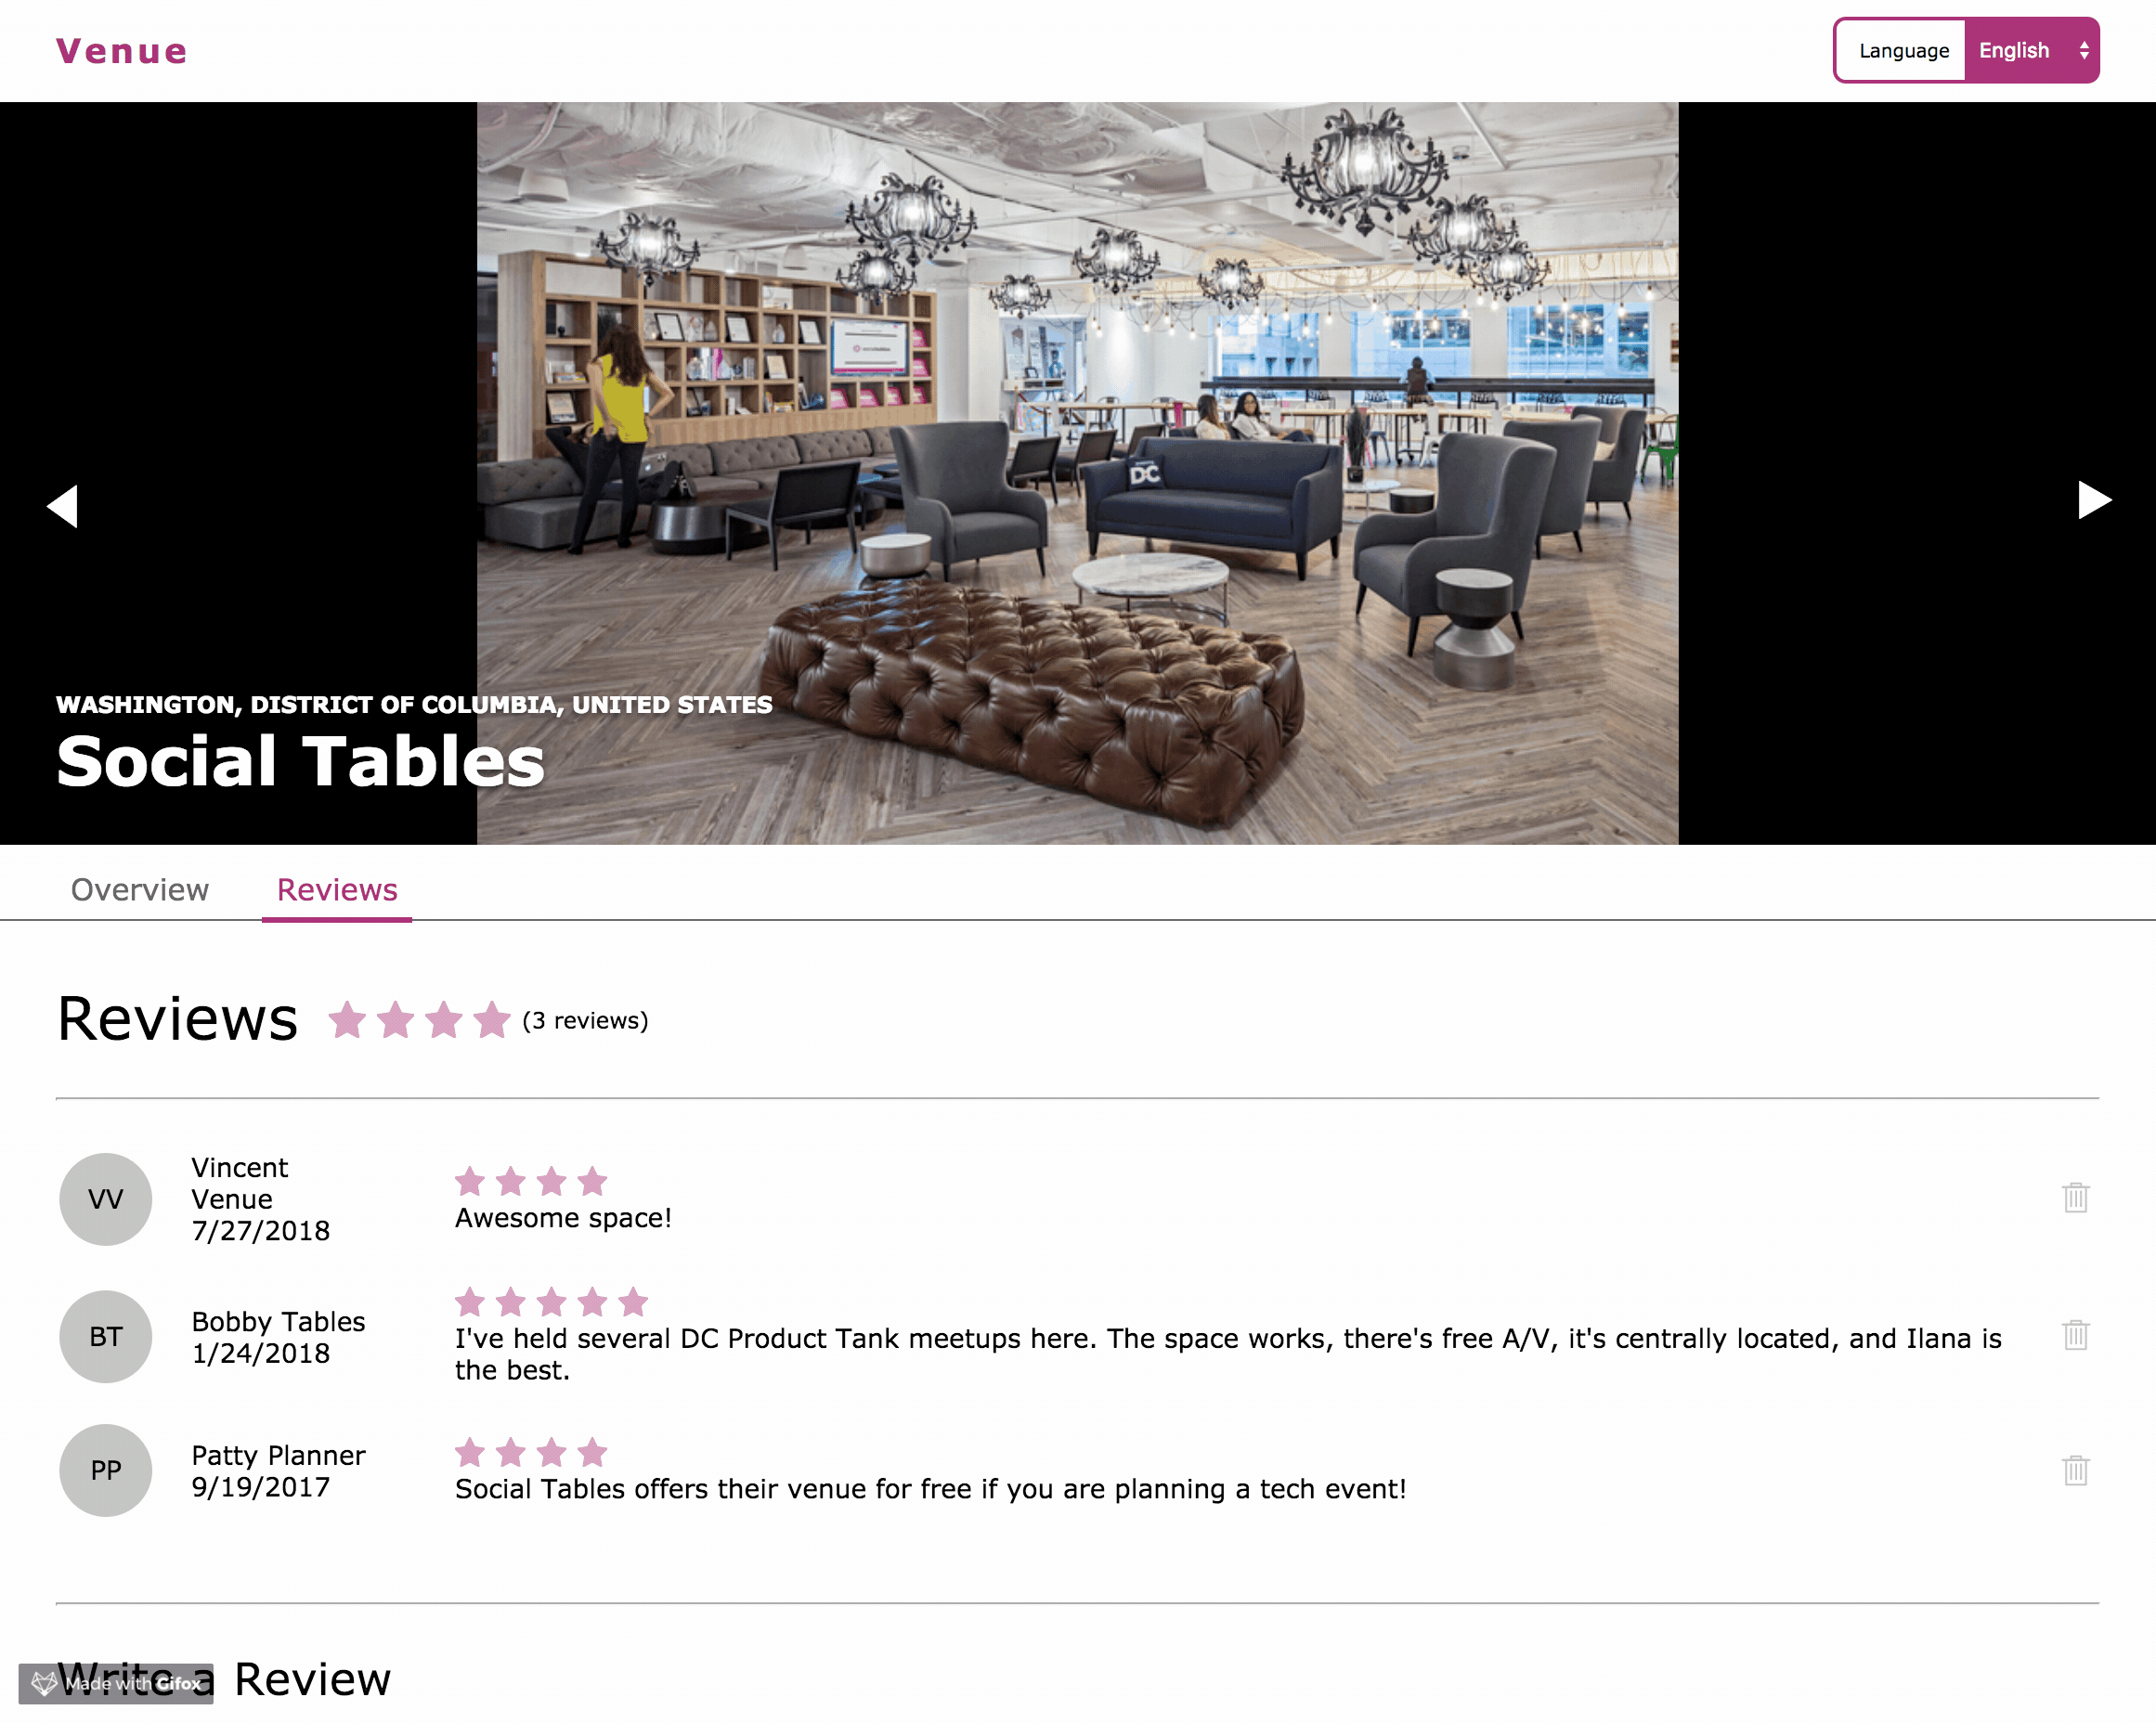 Venue
Language
English
DC
WASHINGTON, DISTRICT OF COLUMBIA, UNITED STATES
Social Tables
Overview
Reviews
Reviews
(3 reviews)
VV
Vincent
Venue
7/27/2018
Awesome space!
BT
Bobby Tables
1/24/2018
I've held several DC Product Tank meetups here. The space works, there's free A/V, it's centrally located, and Ilana is
the best.
PP
Patty Planner
9/19/2017
Social Tables offers their venue for free if you are planning a tech event!
Write a Review
Made with Gifox